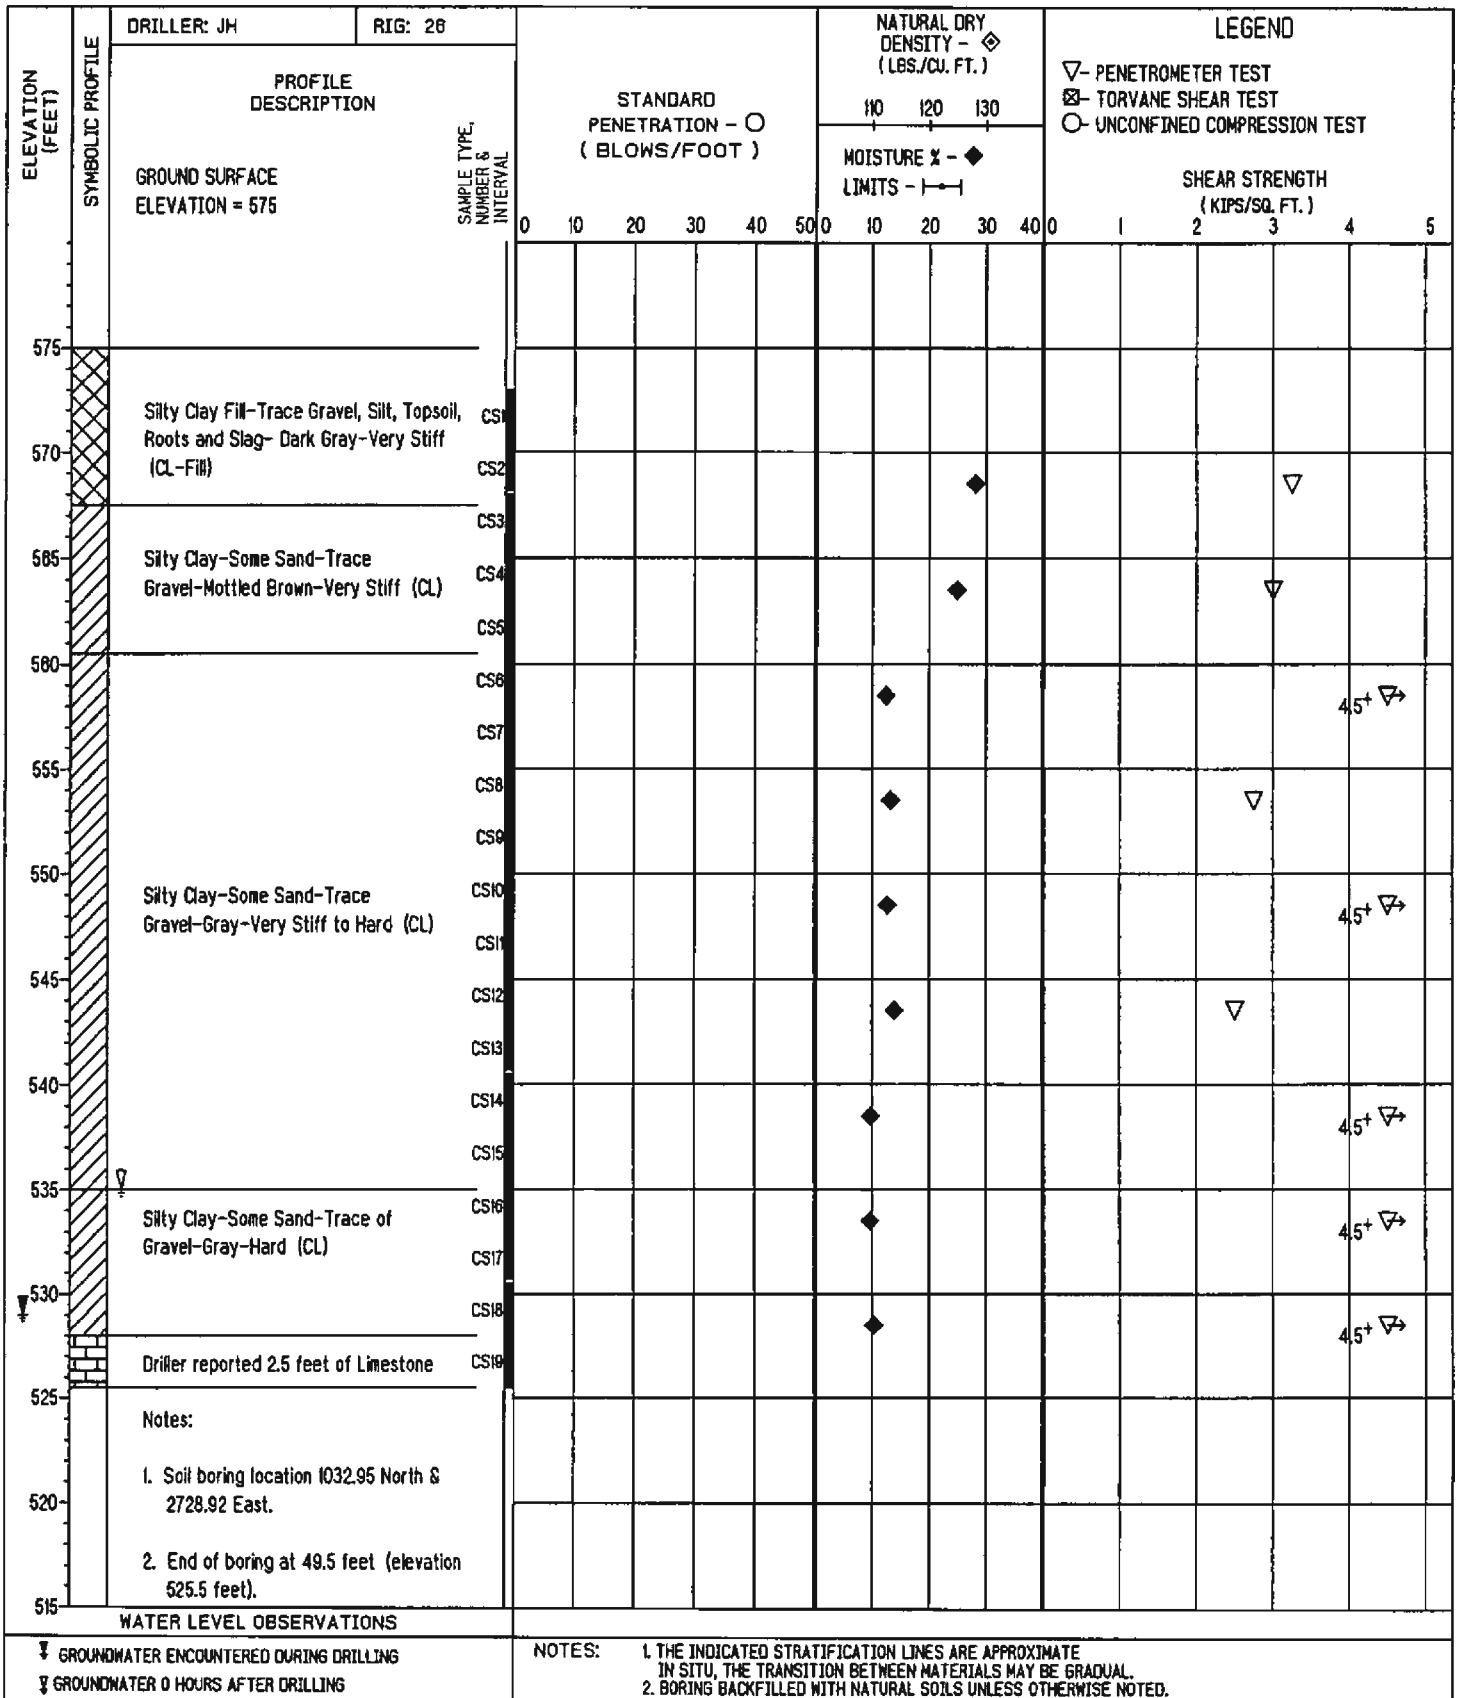 DRILLER: JH
RIG: 26
ELEVATION
(FEET)
SYMBOLIC PROFILE
PROFILE
DESCRIPTION
GROUND SURFACE
ELEVATION = 575
SAMPLE TYPE,
NUMBER &
INTERVAL
STANDARD
PENETRATION - O
( BLOWS/FOOT )
0 10 20 30 40 50
NATURAL DRY
DENSITY -
(LBS./CU. FT.)
110 120 130
MOISTURE % - ◆
LIMITS -
0 10 20 30 40
LEGEND
▽- PENETROMETER TEST
⊠- TORVANE SHEAR TEST
O- UNCONFINED COMPRESSION TEST
SHEAR STRENGTH
(KIPS/SQ. FT.)
0 1 2 3 4 5
575
Silty Clay Fill-Trace Gravel, Silt, Topsoil,
Roots and Slag- Dark Gray-Very Stiff
(CL-Fill)
CS1
570
CS2
CS3
565
Silty Clay-Some Sand-Trace
Gravel-Mottled Brown-Very Stiff (CL)
CS4
CS5
560
CS6
4.5+
CS7
555
CS8
CS9
550
Silty Clay-Some Sand-Trace
Gravel-Gray-Very Stiff to Hard (CL)
CS10
4.5+
CS11
545
CS12
CS13
540
CS14
4.5+
CS15
535
Silty Clay-Some Sand-Trace of
Gravel-Gray-Hard (CL)
CS16
4.5+
CS17
530
CS18
4.5+
Driller reported 2.5 feet of Limestone
CS19
525
Notes:
1. Soil boring location 1032.95 North &
2728.92 East.
520
2. End of boring at 49.5 feet (elevation
525.5 feet).
515
WATER LEVEL OBSERVATIONS
GROUNDWATER ENCOUNTERED DURING DRILLING
GROUNDWATER 0 HOURS AFTER DRILLING
NOTES:
1. THE INDICATED STRATIFICATION LINES ARE APPROXIMATE
IN SITU, THE TRANSITION BETWEEN MATERIALS MAY BE GRADUAL.
2. BORING BACKFILLED WITH NATURAL SOILS UNLESS OTHERWISE NOTED.